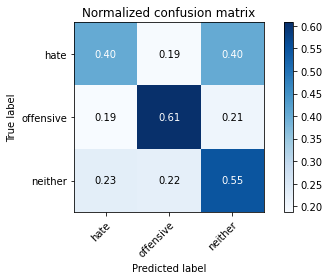 Normalized confusion matrix
True label
hate
offensive
neither
0.40 0.19 0.40
0.19 0.61 0.21
0.23 0.22 0.55
hate
offensive
neither
Predicted label
0.60
0.55
0.50
0.45
0.40
0.35
0.30
0.25
0.20